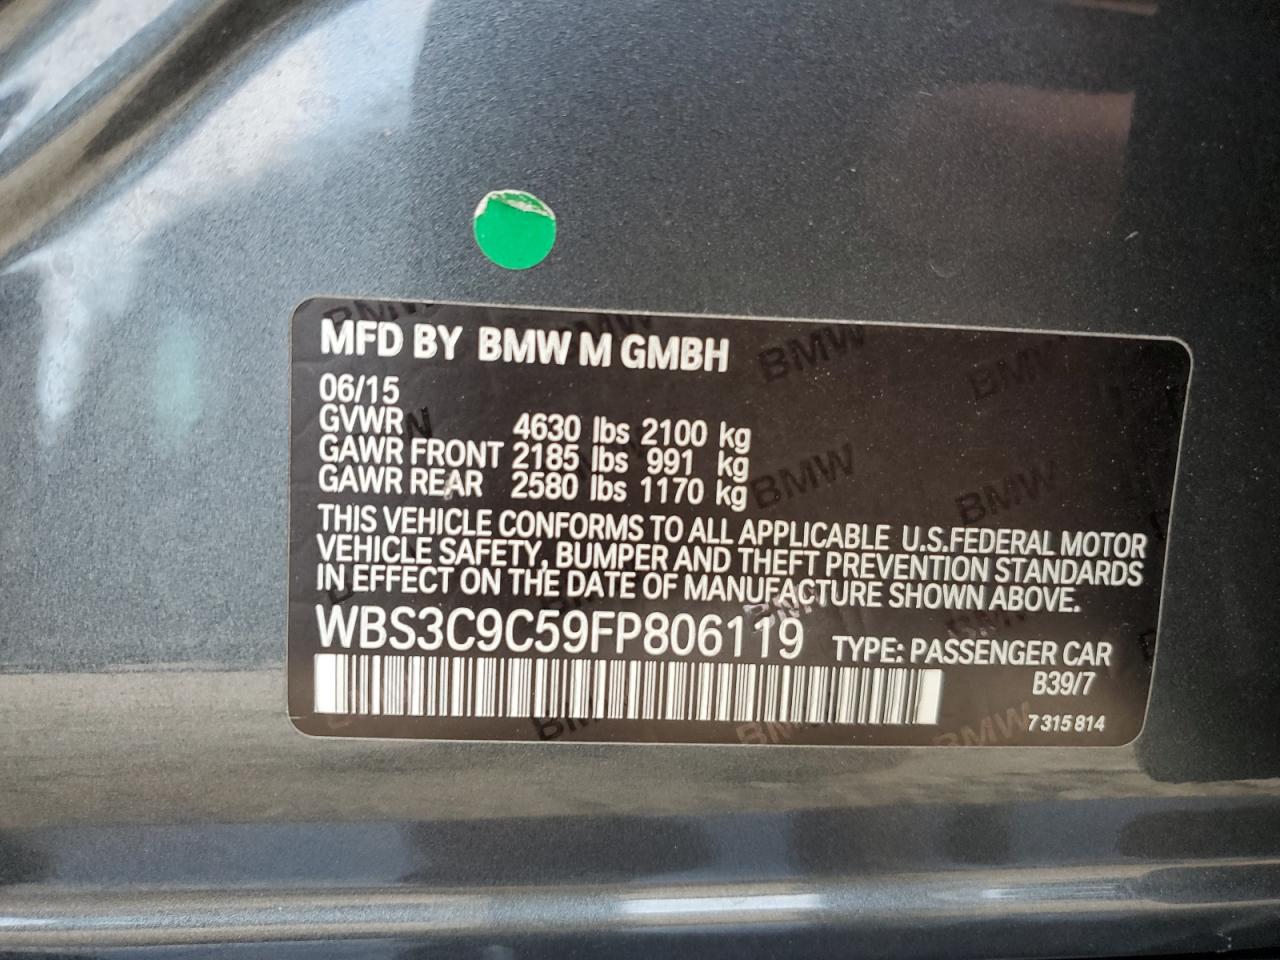 MFD BY BMW M GMBH
06/15
GVWR 4630 lbs 2100 kg
GAWR FRONT 2185 lbs 991 kg
GAWR REAR 2580 lbs 1170 kg
THIS VEHICLE CONFORMS TO ALL APPLICABLE U.S.FEDERAL MOTOR
VEHICLE SAFETY, BUMPER AND THEFT PREVENTION STANDARDS
IN EFFECT ON THE DATE OF MANUFACTURE SHOWN ABOVE.
WBS3C9C59FP806119 TYPE: PASSENGER CAR
B39/7
7 315 814